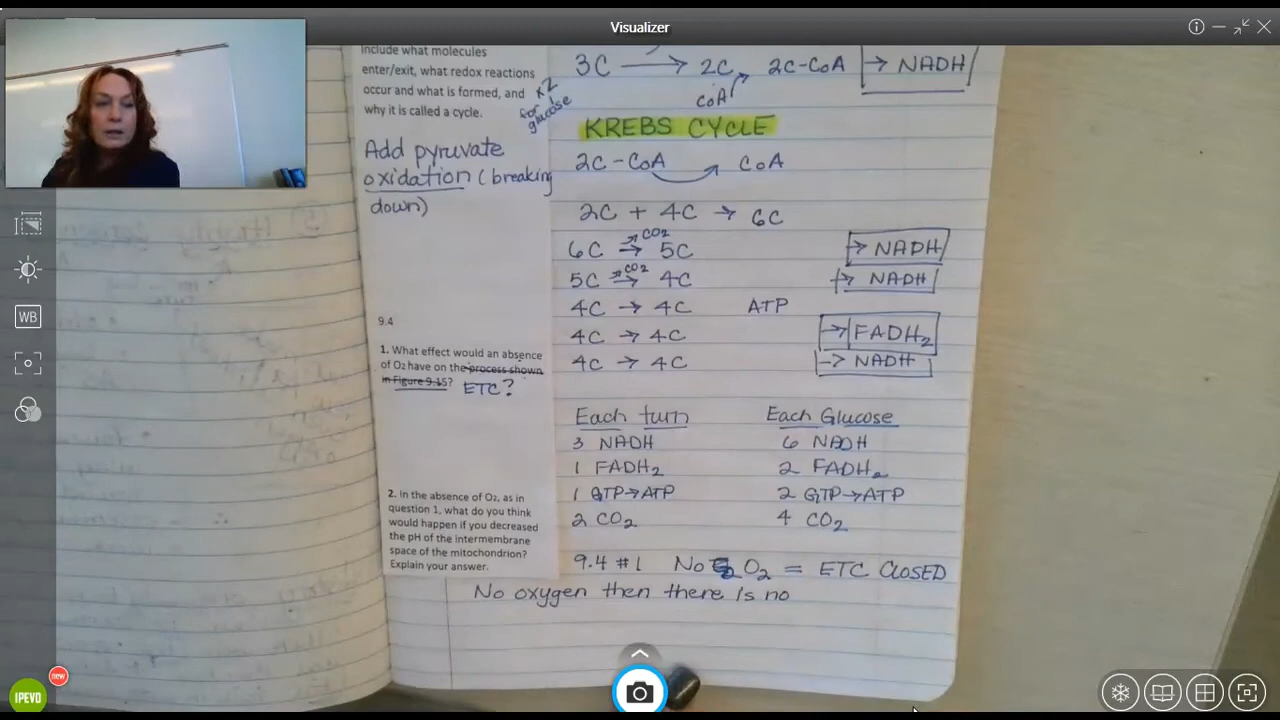 Visualizer
Include what molecules
enter/exit, what redox reactions
occur and what is formed, and
why it is called a cycle.
x2
for
glucose
Add pyruvate
oxidation (breaking
down)
9.4
1. What effect would an absence
of O2 have on the process shown
in Figure 9.15? ETC?
2. In the absence of O2, as in
question 1, what do you think
would happen if you decreased
the pH of the intermembrane
space of the mitochondrion?
Explain your answer.
3C → 2C 2C-CoA → NADH
CoA
KREBS CYCLE
2C-CoA CoA
2C + 4C → 6C
6C → 5C CO2 → NADH
5C → 4C CO2 → NADH
4C → 4C ATP
4C → 4C → FADH2
4C → 4C → NADH
Each turn Each Glucose
3 NADH 6 NADH
1 FADH2 2 FADH2
1 GTP→ATP 2 GTP→ATP
2 CO2 4 CO2
9.4 #1 No O2 = ETC CLOSED
No oxygen then there is no
WB
new
IPEVO